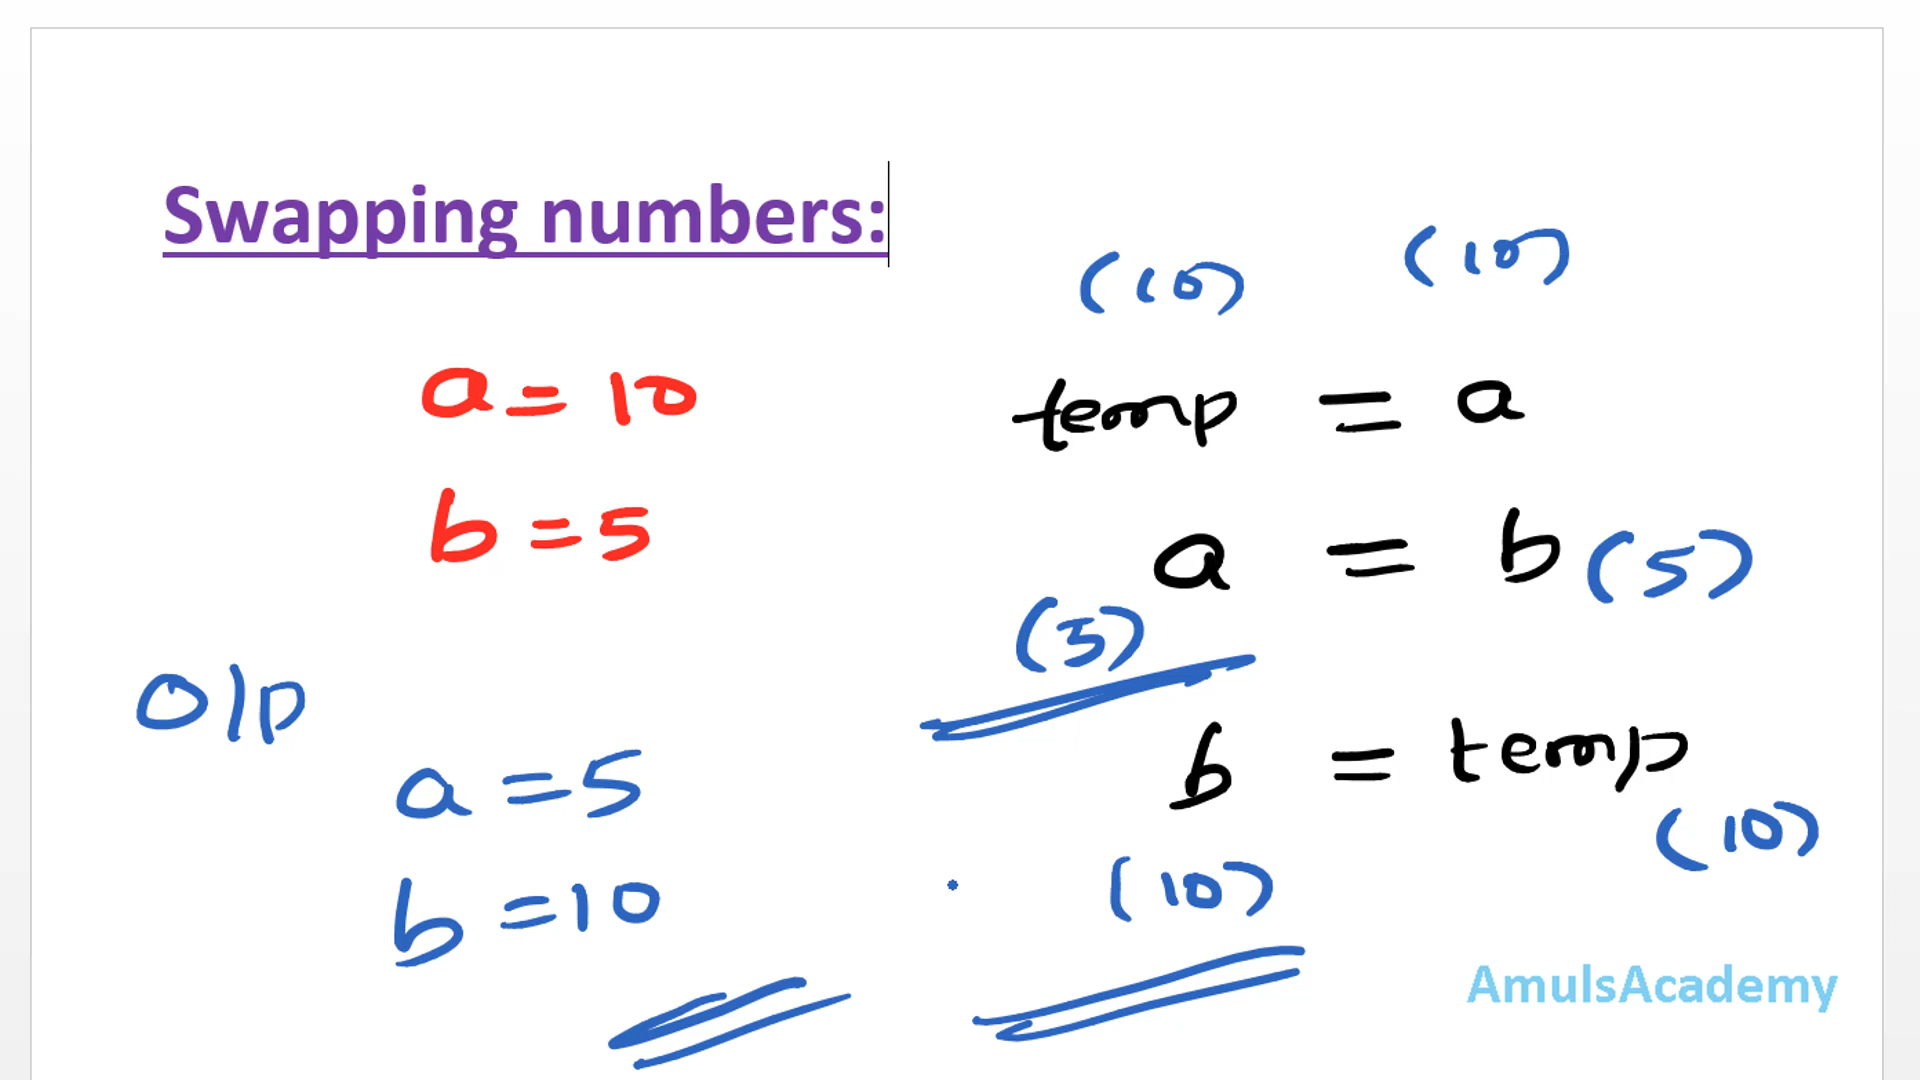 Swapping numbers:
a = 10
b = 5
O/p
a = 5
b = 10
(10) (10)
temp = a
a = b (5)
(5)
b = temp
(10)
(10)
AmulsAcademy